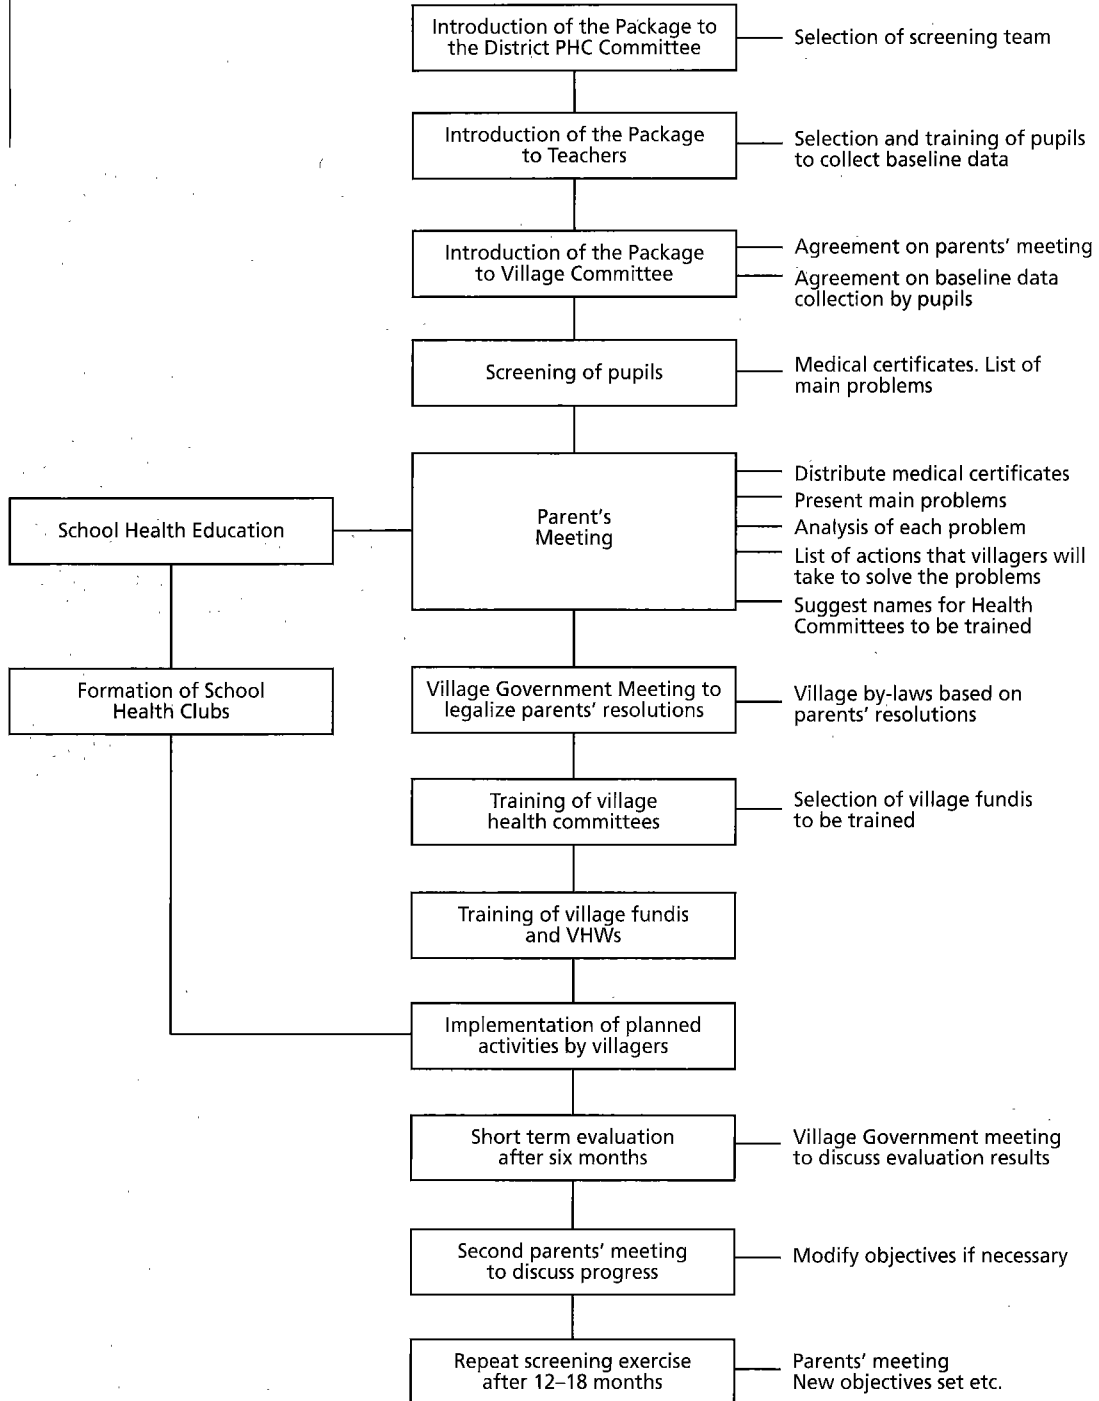 Introduction of the Package to
the District PHC Committee
Selection of screening team
Introduction of the Package
to Teachers
Selection and training of pupils
to collect baseline data
Introduction of the Package
to Village Committee
Agreement on parents' meeting
Agreement on baseline data
collection by pupils
Screening of pupils
Medical certificates. List of
main problems
School Health Education
Parent's
Meeting
Distribute medical certificates
Present main problems
Analysis of each problem
List of actions that villagers will
take to solve the problems
Suggest names for Health
Committees to be trained
Formation of School
Health Clubs
Village Government Meeting to
legalize parents' resolutions
Village by-laws based on
parents' resolutions
Training of village
health committees
Selection of village fundis
to be trained
Training of village fundis
and VHWs
Implementation of planned
activities by villagers
Short term evaluation
after six months
Village Government meeting
to discuss evaluation results
Second parents' meeting
to discuss progress
Modify objectives if necessary
Repeat screening exercise
after 12–18 months
Parents' meeting
New objectives set etc.